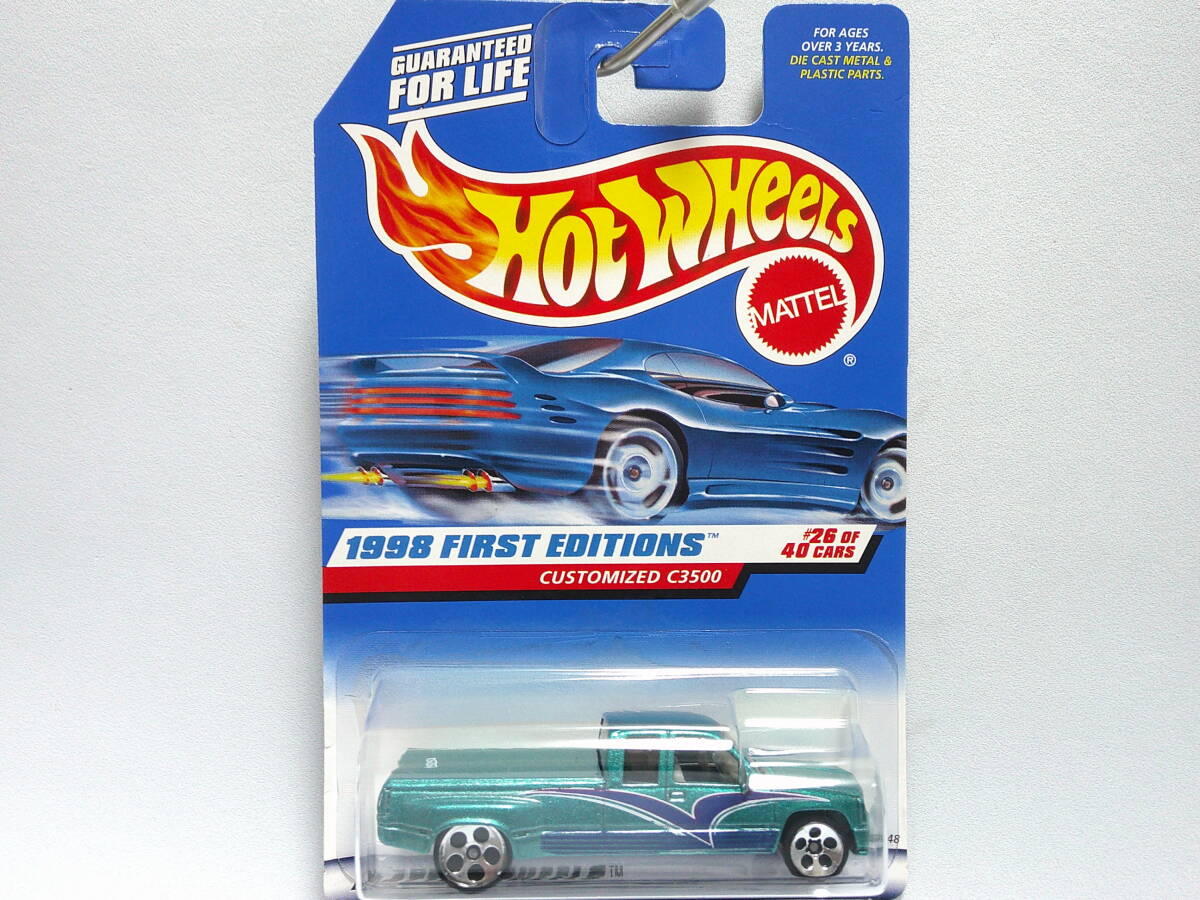 GUARANTEED
FOR LIFE
FOR AGES
OVER 3 YEARS.
DIE CAST METAL &
PLASTIC PARTS.
HOT WHEELS
MATTEL
®
1998 FIRST EDITIONS™
#26 OF
40 CARS
CUSTOMIZED C3500
48
™